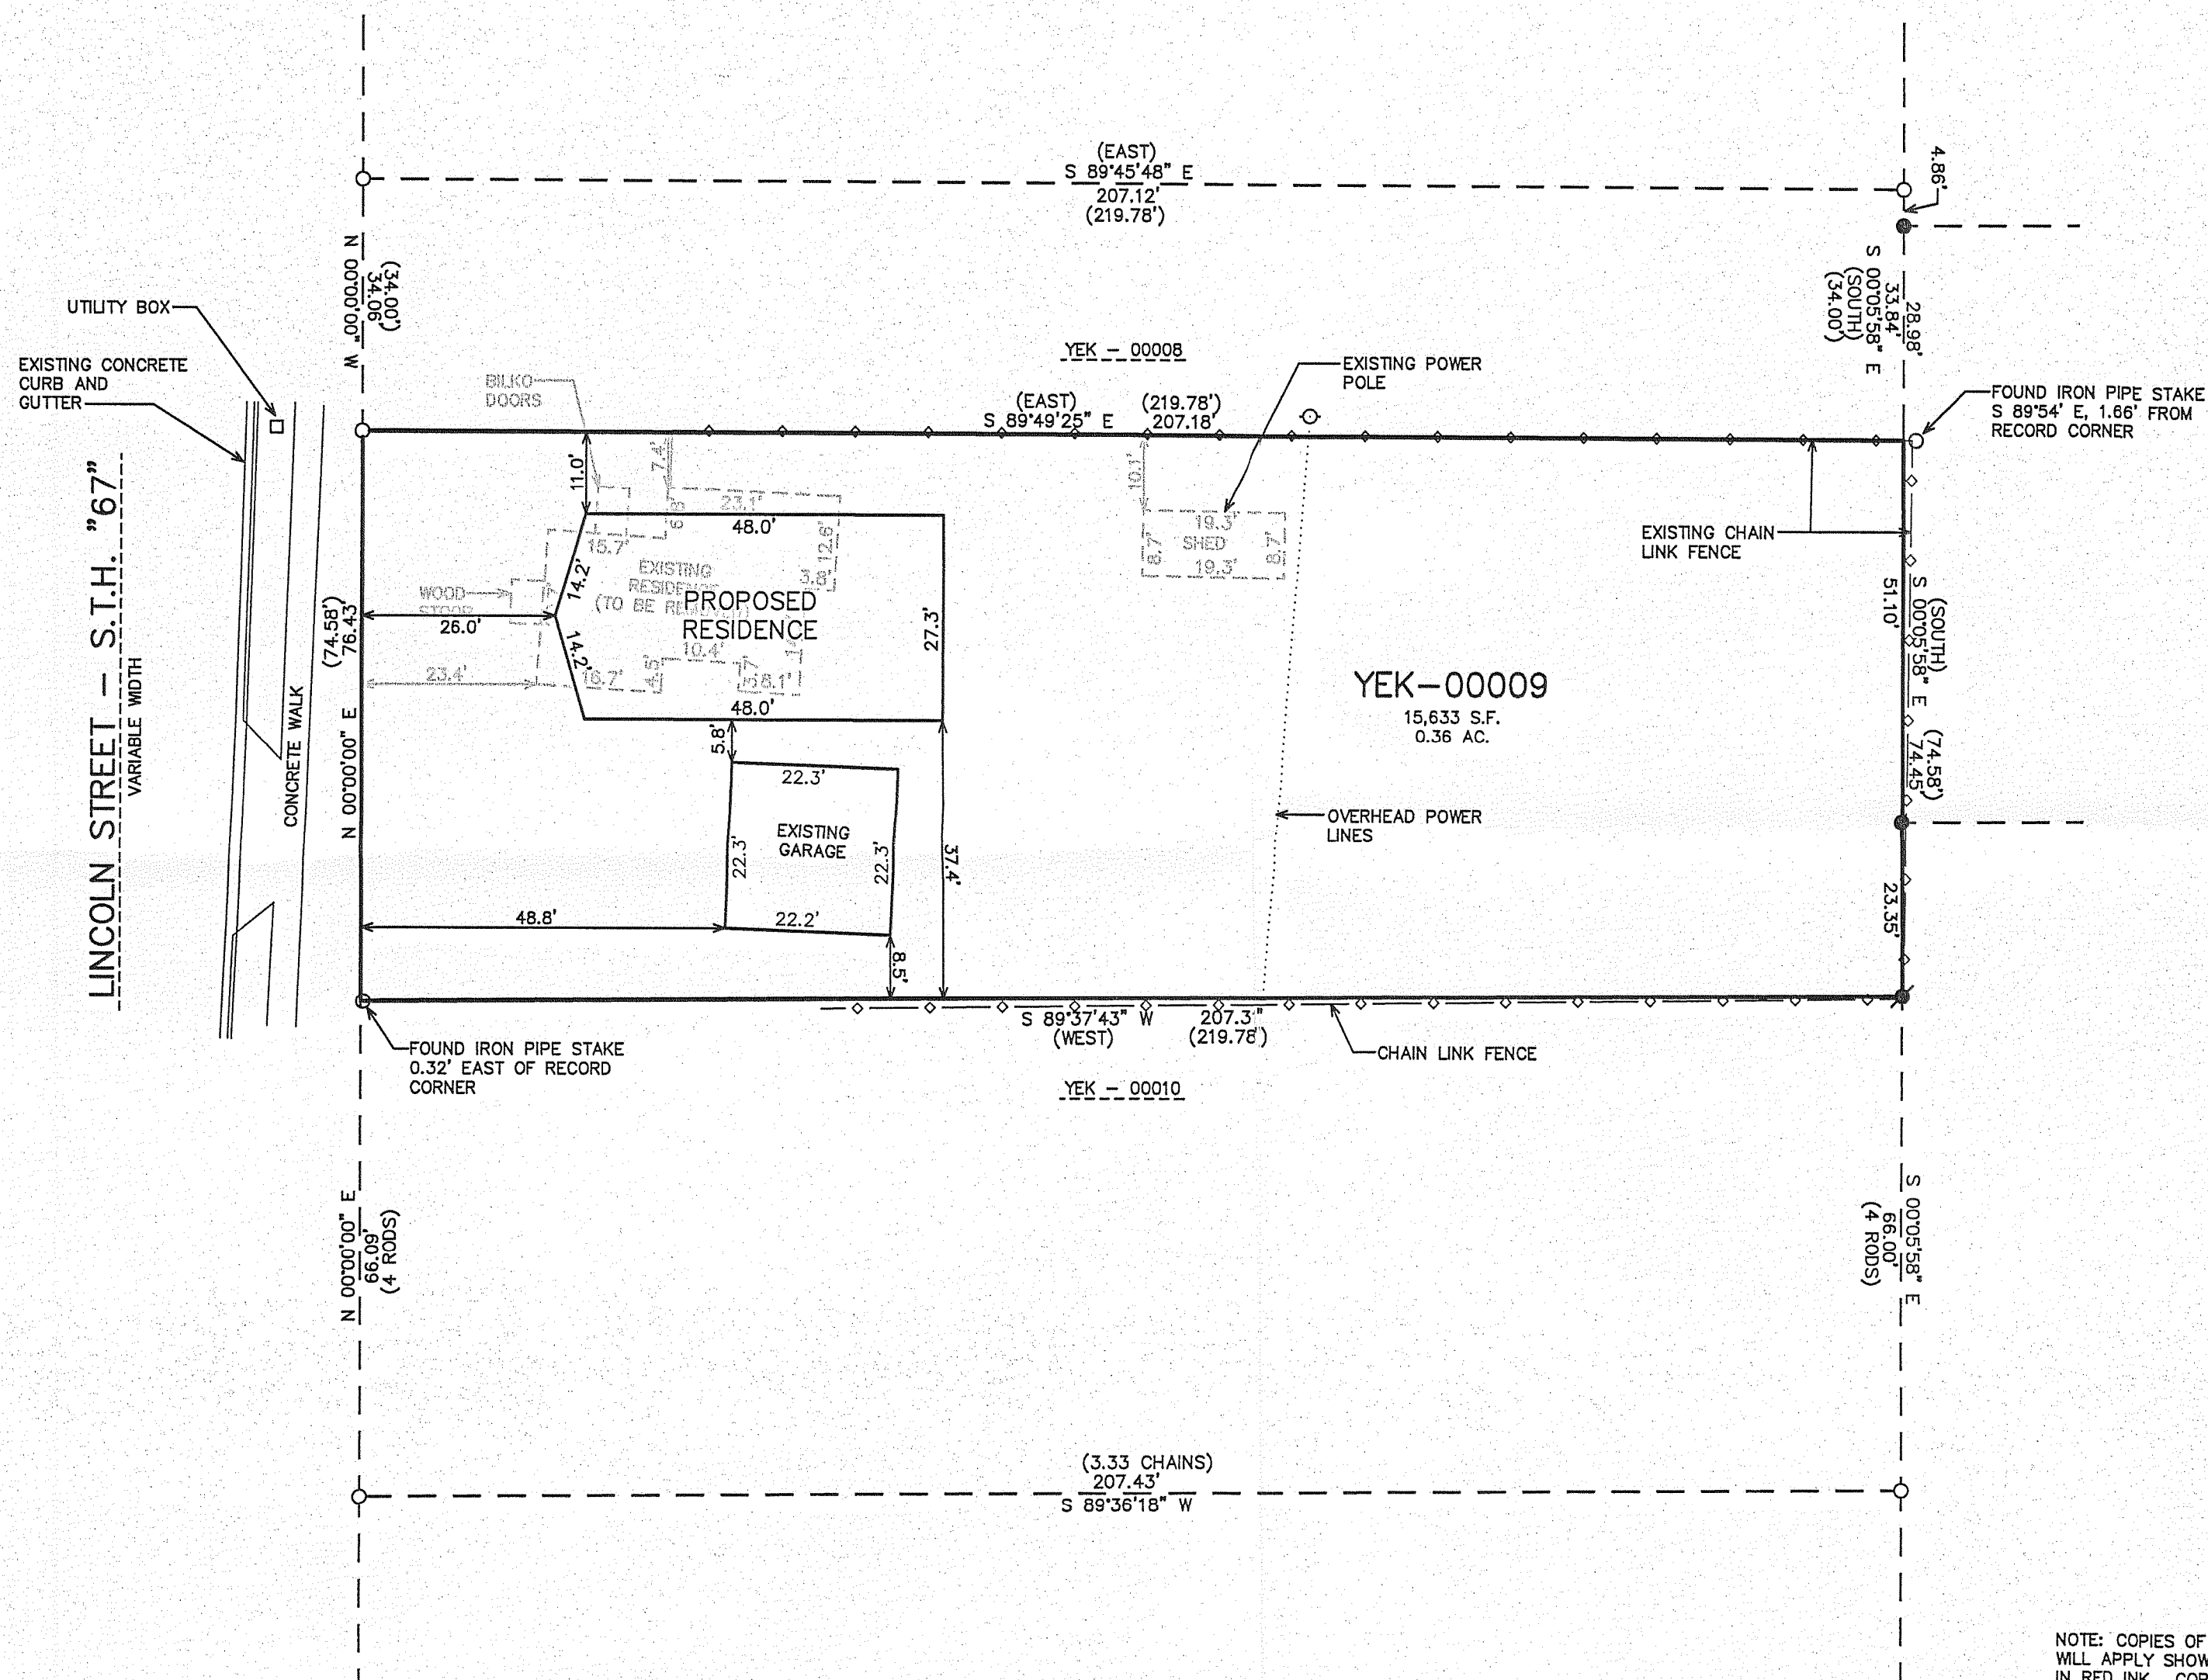 (EAST)
S 89°45'48" E
207.12'
(219.78')
4.86'
N 00°00'00" W
34.06'
(34.00')
28.98'
S 00°05'58" E
33.84'
(SOUTH)
(34.00')
UTILITY BOX
EXISTING CONCRETE
CURB AND
GUTTER
BILKO
DOORS
YEK - 00008
EXISTING POWER
POLE
(EAST)
S 89°49'25" E
(219.78')
207.18'
FOUND IRON PIPE STAKE
S 89°54' E, 1.66' FROM
RECORD CORNER
11.0'
7.4'
6.8'
23.1'
48.0'
15.7'
12.6'
3.8'
14.2'
EXISTING
(TO BE
PROPOSED
RESIDENCE
WOOD
STOOP
26.0'
23.4'
14.2'
27.3'
10.4'
16.7'
8.1'
48.0'
10.1'
19.3'
SHED
8.7'
8.7'
19.3'
EXISTING CHAIN
LINK FENCE
51.10'
(SOUTH)
S 00°05'58" E
(74.58')
74.45'
23.35'
LINCOLN STREET - S.T.H. "67"
VARIABLE WIDTH
CONCRETE WALK
(74.58')
76.43'
N 00°00'00" E
YEK-00009
15,633 S.F.
0.36 AC.
5.8'
22.3'
22.3'
EXISTING
GARAGE
22.3'
22.2'
37.4'
48.8'
8.5'
OVERHEAD POWER
LINES
S 89°37'43" W
(WEST)
(219.78')
CHAIN LINK FENCE
FOUND IRON PIPE STAKE
0.32' EAST OF RECORD
CORNER
YEK - 00010
N 00°00'00" E
66.09'
(4 RODS)
S 00°05'58" E
66.00'
(4 RODS)
(3.33 CHAINS)
207.43'
S 89°36'18" W
NOTE: COPIES OF
WILL APPLY SHOW
IN RED INK.